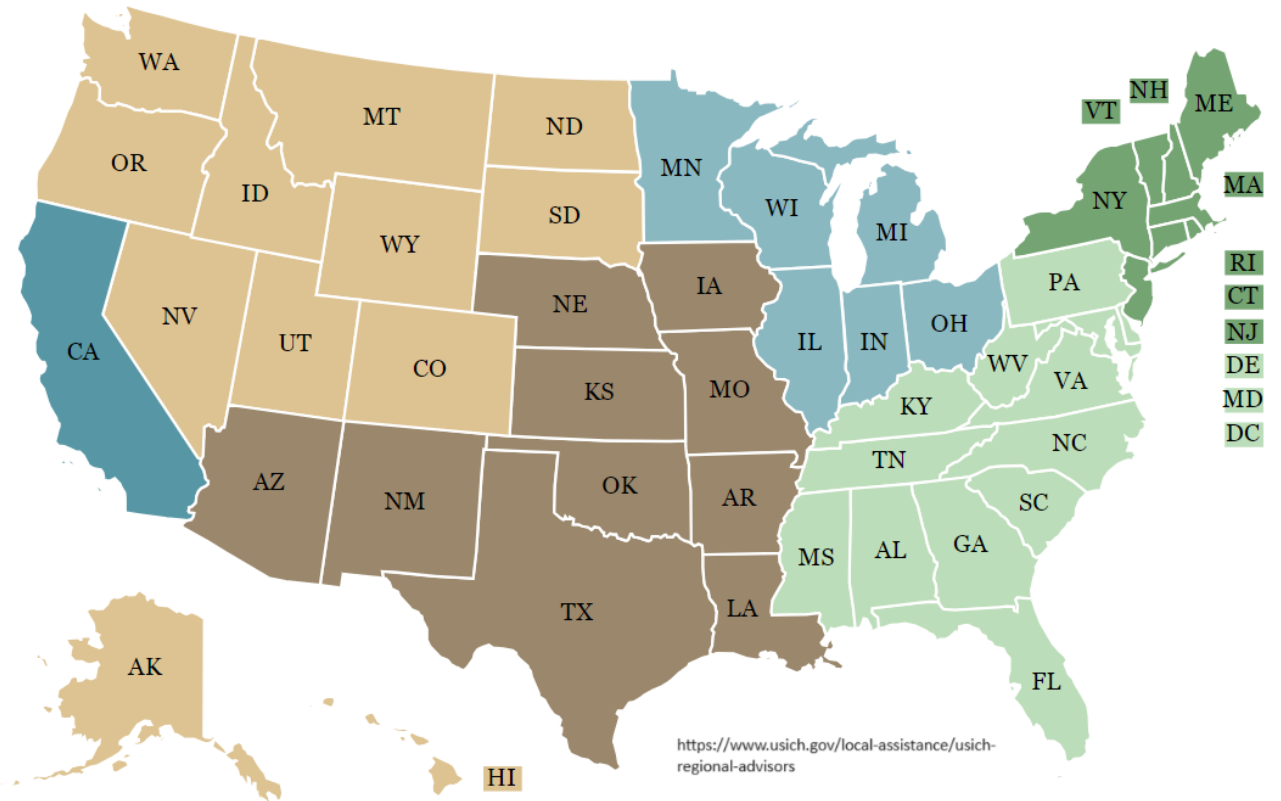 WA
MT
ND
MN
OR
ID
SD
WI
WY
MI
VT
NH
ME
NY
MA
RI
CT
NJ
DE
MD
DC
PA
NV
UT
CO
CA
NE
IA
IL
IN
OH
WV
VA
KS
MO
KY
AZ
NM
OK
AR
TN
NC
SC
MS
AL
GA
TX
LA
FL
AK
HI
https://www.usich.gov/local-assistance/usich-
regional-advisors